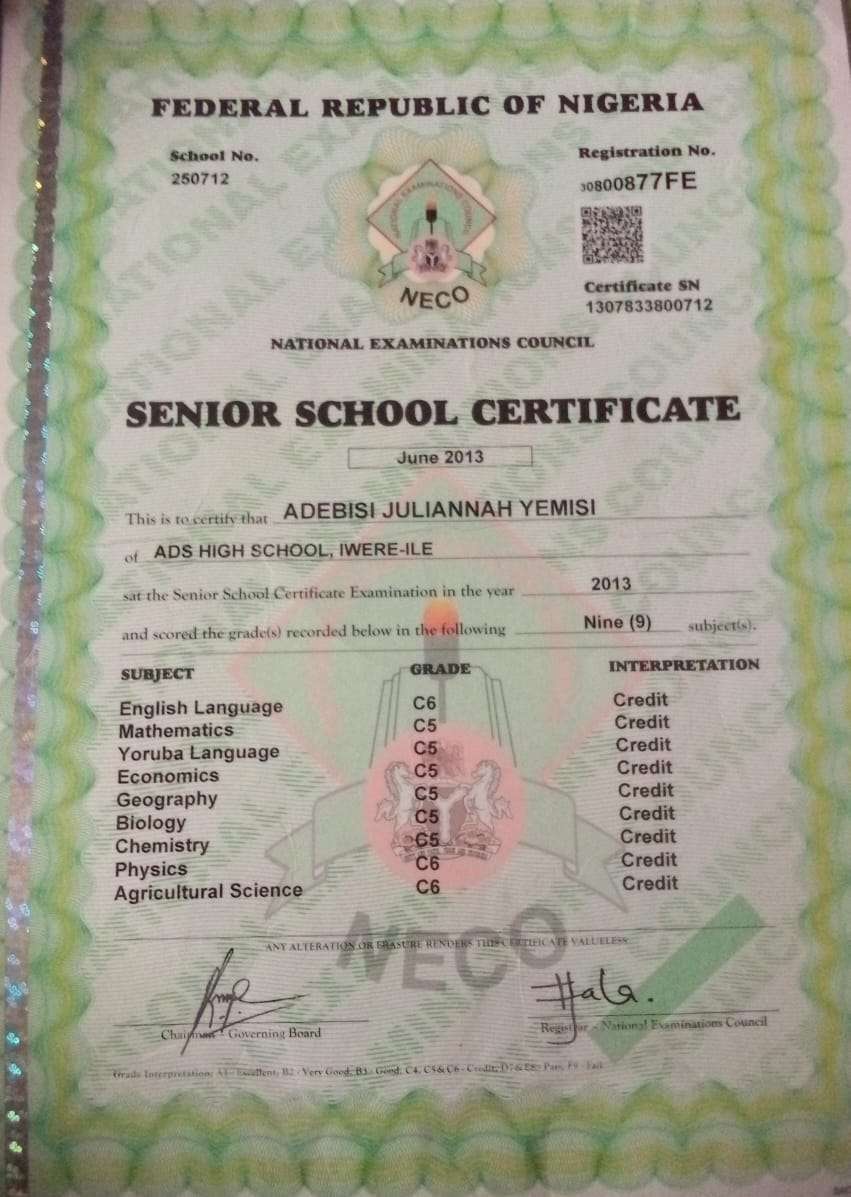 FEDERAL REPUBLIC OF NIGERIA
School No.
250712
Registration No.
30800877FE
NATIONAL EXAMINATIONS COUNCIL
NECO
Certificate SN
1307833800712
NATIONAL EXAMINATIONS COUNCIL
SENIOR SCHOOL CERTIFICATE
June 2013
This is to certify that ADEBISI JULIANNAH YEMISI
of ADS HIGH SCHOOL, IWERE-ILE
sat the Senior School Certificate Examination in the year 2013
and scored the grade(s) recorded below in the following Nine (9) subject(s).
SUBJECT GRADE INTERPRETATION
English Language C6 Credit
Mathematics C5 Credit
Yoruba Language C5 Credit
Economics C5 Credit
Geography C5 Credit
Biology C5 Credit
Chemistry C5 Credit
Physics C6 Credit
Agricultural Science C6 Credit
NECO
ANY ALTERATION OR ERASURE RENDERS THIS CERTIFICATE VALUELESS
Chairman - Governing Board
Registrar - National Examinations Council
Grade Interpretation: A1 - Excellent, B2 - Very Good, B3 - Good, C4, C5 & C6 - Credit, D7 & E8 - Pass, F9 - Fail